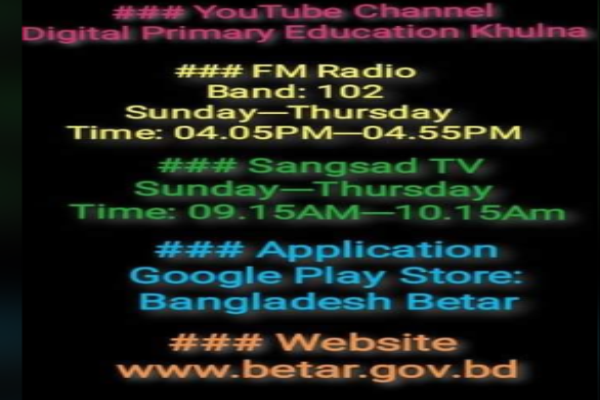 ### YouTube Channel
Digital Primary Education Khulna
### FM Radio
Band: 102
Sunday—Thursday
Time: 04.05PM—04.55PM
### Sangsad TV
Sunday—Thursday
Time: 09.15AM—10.15Am
### Application
Google Play Store:
Bangladesh Betar
### Website
www.betar.gov.bd